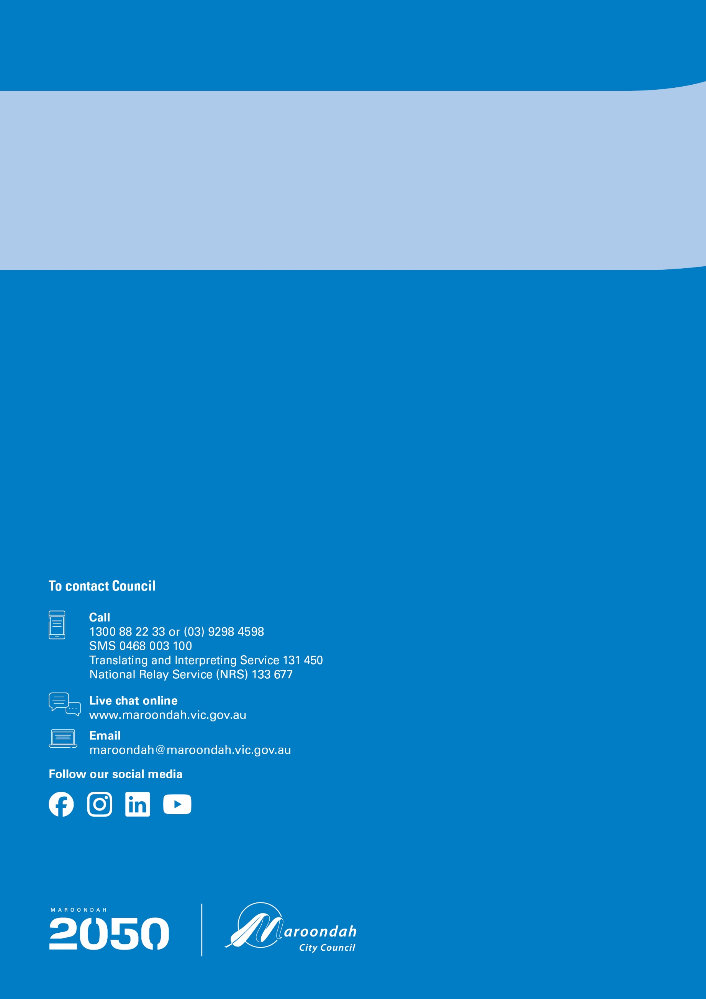 To contact Council
Call
1300 88 22 33 or (03) 9298 4598
SMS 0468 003 100
Translating and Interpreting Service 131 450
National Relay Service (NRS) 133 677
Live chat online
www.maroondah.vic.gov.au
Email
maroondah@maroondah.vic.gov.au
Follow our social media
MAROONDAH
2050
Maroondah
City Council